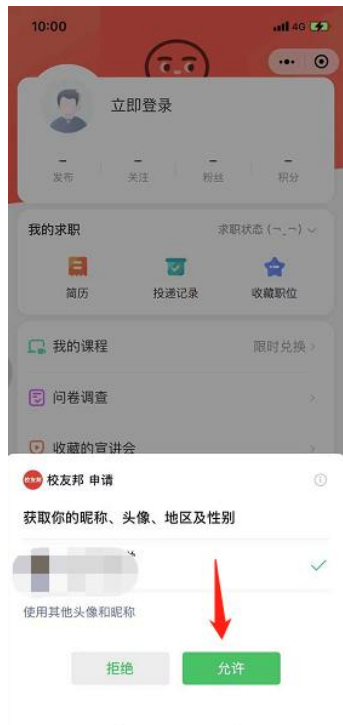 10:00 4G
立即登录
- - - -
发布 关注 粉丝 积分
我的求职 求职状态 (¬_¬)
简历 投递记录 收藏职位
我的课程 限时兑换
问卷调查
收藏的宣讲会
校友邦 校友邦 申请
获取你的昵称、头像、地区及性别
使用其他头像和昵称
拒绝 允许